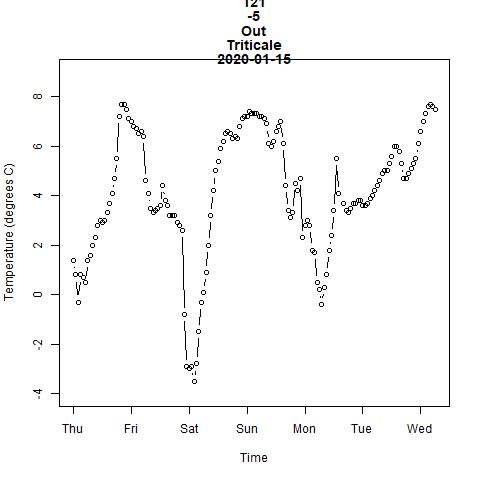 121
-5
Out
Triticale
2020-01-15
Temperature (degrees C)
8
6
4
2
0
-2
-4
Thu Fri Sat Sun Mon Tue Wed
Time